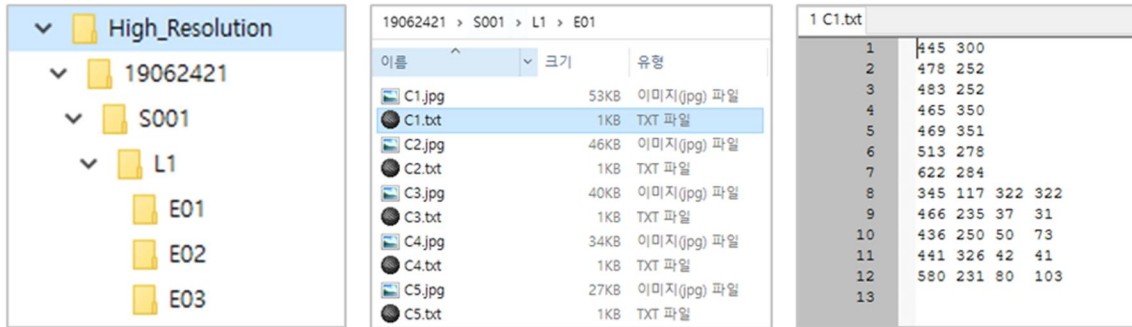 High_Resolution
19062421
S001
L1
E01
E02
E03
19062421 > S001 > L1 > E01
이름 크기 유형
C1.jpg 53KB 이미지(jpg) 파일
C1.txt 1KB TXT 파일
C2.jpg 46KB 이미지(jpg) 파일
C2.txt 1KB TXT 파일
C3.jpg 40KB 이미지(jpg) 파일
C3.txt 1KB TXT 파일
C4.jpg 34KB 이미지(jpg) 파일
C4.txt 1KB TXT 파일
C5.jpg 27KB 이미지(jpg) 파일
C5.txt 1KB TXT 파일
1 C1.txt
1 445 300
2 478 252
3 483 252
4 465 350
5 469 351
6 513 278
7 622 284
8 345 117 322 322
9 466 235 37 31
10 436 250 50 73
11 441 326 42 41
12 580 231 80 103
13